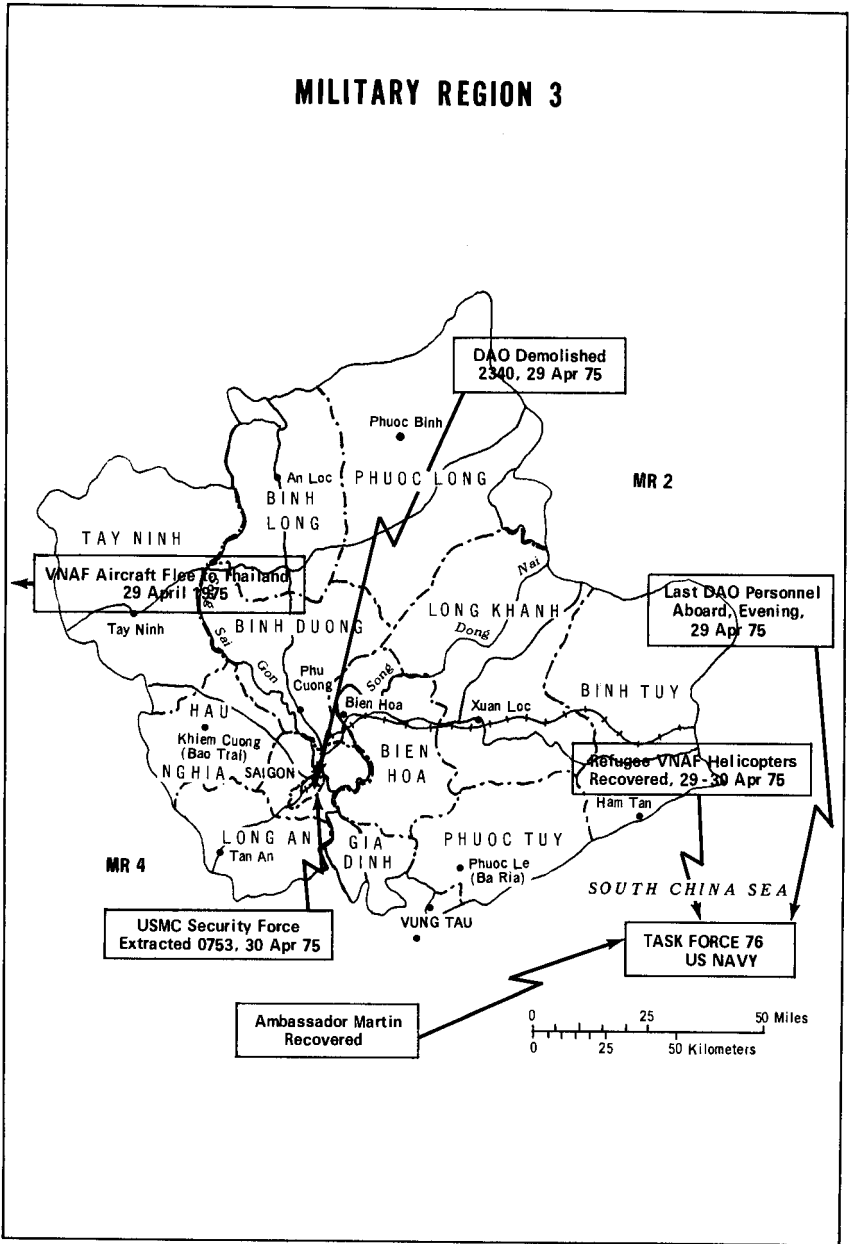 MILITARY REGION 3
DAO Demolished
2340, 29 Apr 75
Phuoc Binh
An Loc
PHUOC LONG
MR 2
BINH
LONG
TAY NINH
VNAF Aircraft Flee to Thailand
29 April 1975
Nai
Last DAO Personnel
Aboard, Evening,
29 Apr 75
LONG KHANH
Dong
Tay Ninh
BINH DUONG
Sai
Gon
Phu
Cuong
Song
Bien Hoa
Xuan Loc
BINH TUY
HAU
Khiem Cuong
(Bao Trai)
NGHIA
SAIGON
BIEN
HOA
Refugee VNAF Helicopters
Recovered, 29-30 Apr 75
Ham Tan
LONG AN
GIA
DINH
PHUOC TUY
Tan An
MR 4
Phuoc Le
(Ba Ria)
SOUTH CHINA SEA
USMC Security Force
Extracted 0753, 30 Apr 75
VUNG TAU
TASK FORCE 76
US NAVY
Ambassador Martin
Recovered
0 25 50 Miles
0 25 50 Kilometers